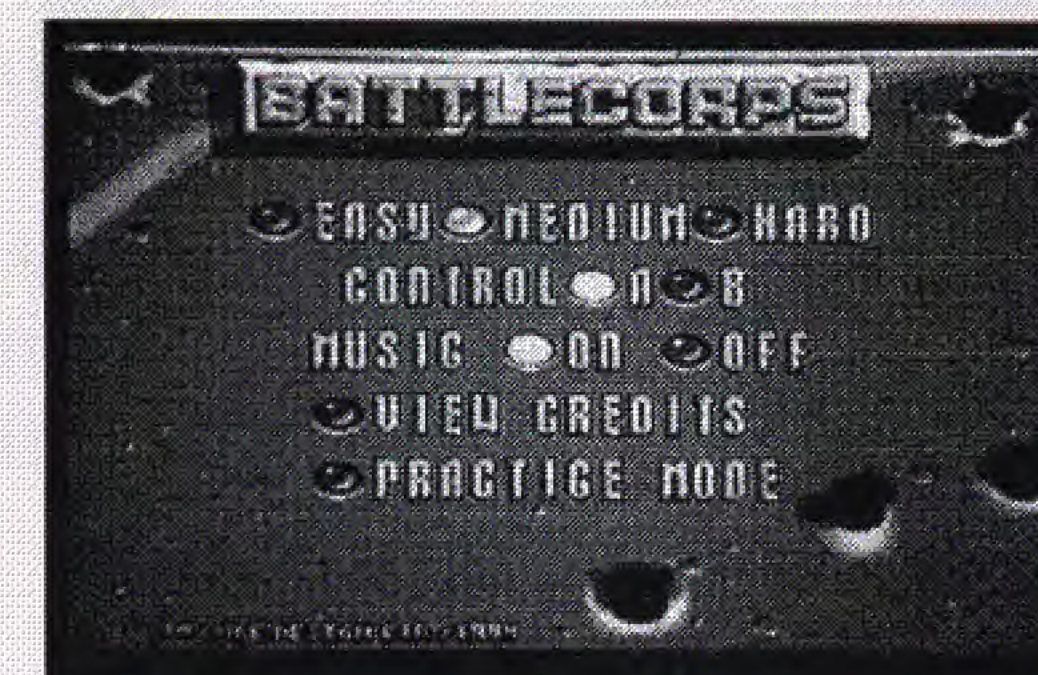 BATTLECORPS
EASY MEDIUM HARD
CONTROL A B
MUSIC ON OFF
VIEW CREDITS
PRACTICE MODE